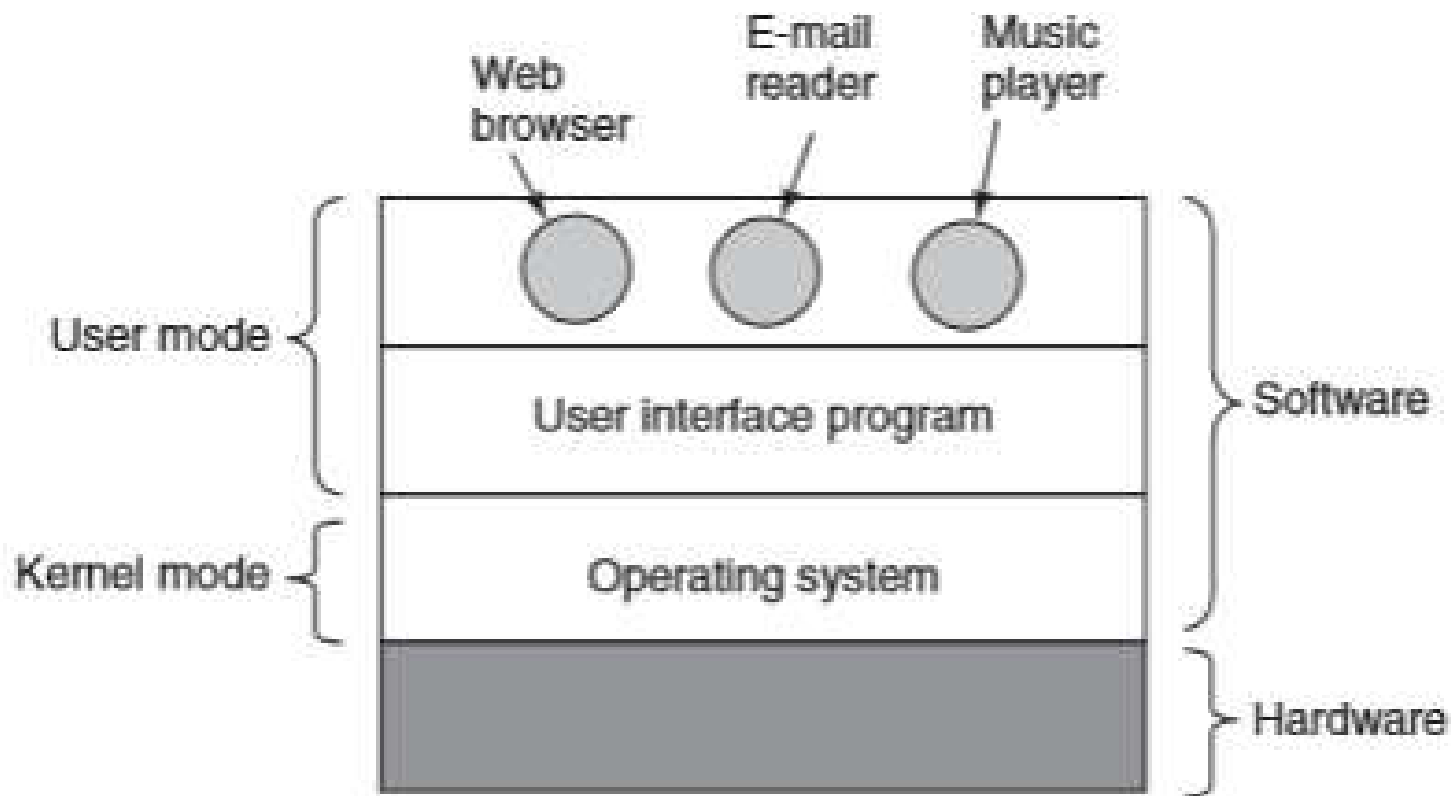 Web
browser
E-mail
reader
Music
player
User mode
User interface program
Software
Kernel mode
Operating system
Hardware